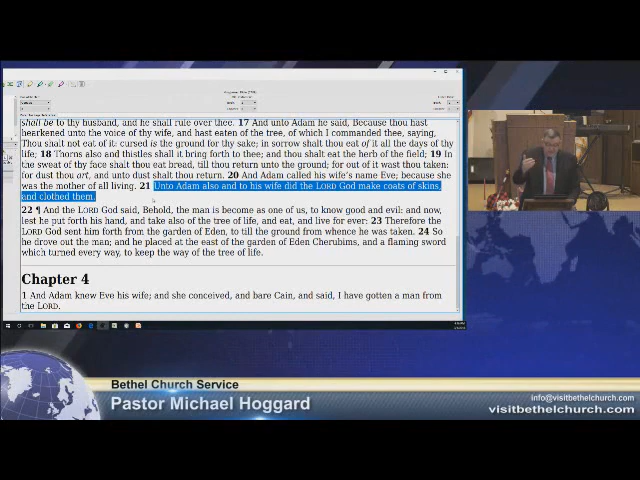 shall be to thy husband, and he shall rule over thee. 17 And unto Adam he said, Because thou hast
hearkened unto the voice of thy wife, and hast eaten of the tree, of which I commanded thee, saying,
Thou shalt not eat of it: cursed is the ground for thy sake; in sorrow shalt thou eat of it all the days of thy
life; 18 Thorns also and thistles shall it bring forth to thee; and thou shalt eat the herb of the field; 19 In
the sweat of thy face shalt thou eat bread, till thou return unto the ground; for out of it wast thou taken:
for dust thou art, and unto dust shalt thou return. 20 And Adam called his wife's name Eve; because she
was the mother of all living. 21 Unto Adam also and to his wife did the LORD God make coats of skins,
and clothed them.
22 ¶ And the LORD God said, Behold, the man is become as one of us, to know good and evil: and now,
lest he put forth his hand, and take also of the tree of life, and eat, and live for ever: 23 Therefore the
LORD God sent him forth from the garden of Eden, to till the ground from whence he was taken. 24 So
he drove out the man; and he placed at the east of the garden of Eden Cherubims, and a flaming sword
which turned every way, to keep the way of the tree of life.
Chapter 4
1 And Adam knew Eve his wife; and she conceived, and bare Cain, and said, I have gotten a man from
the LORD.
Bethel Church Service
Pastor Michael Hoggard
info@visitbethelchurch.com
visitbethelchurch.com